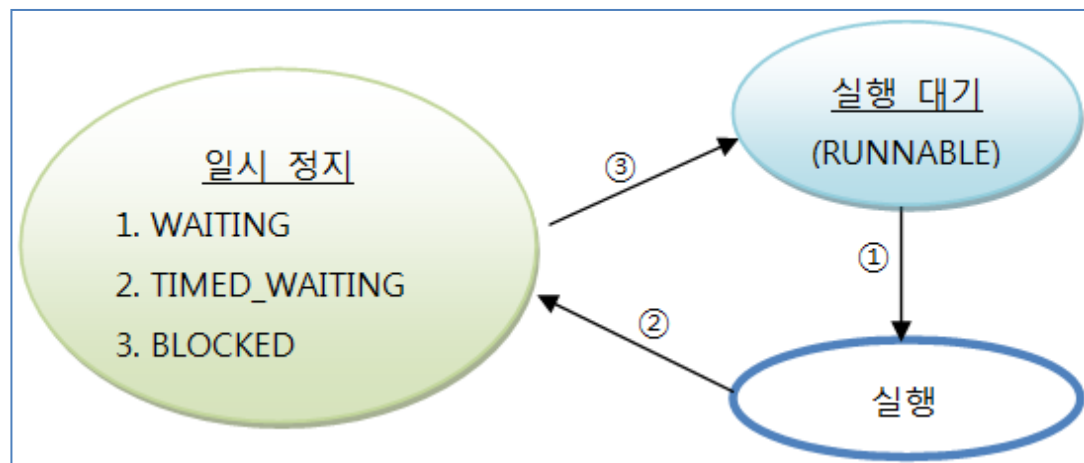 실행 대기
(RUNNABLE)
일시 정지
1. WAITING
2. TIMED_WAITING
3. BLOCKED
③
①
②
실행